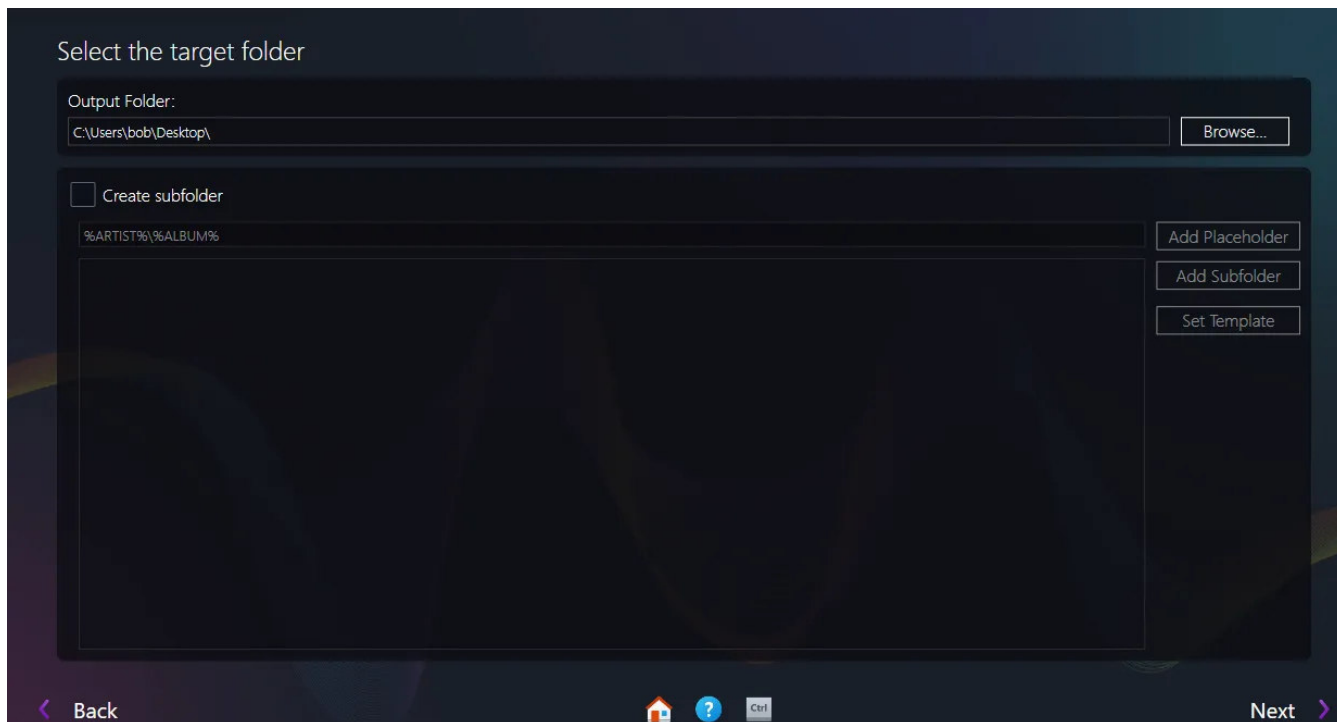 Select the target folder
Output Folder:
C:\Users\bob\Desktop\
Browse...
Create subfolder
%ARTIST%\%ALBUM%
Add Placeholder
Add Subfolder
Set Template
Back
?
Ctrl
Next